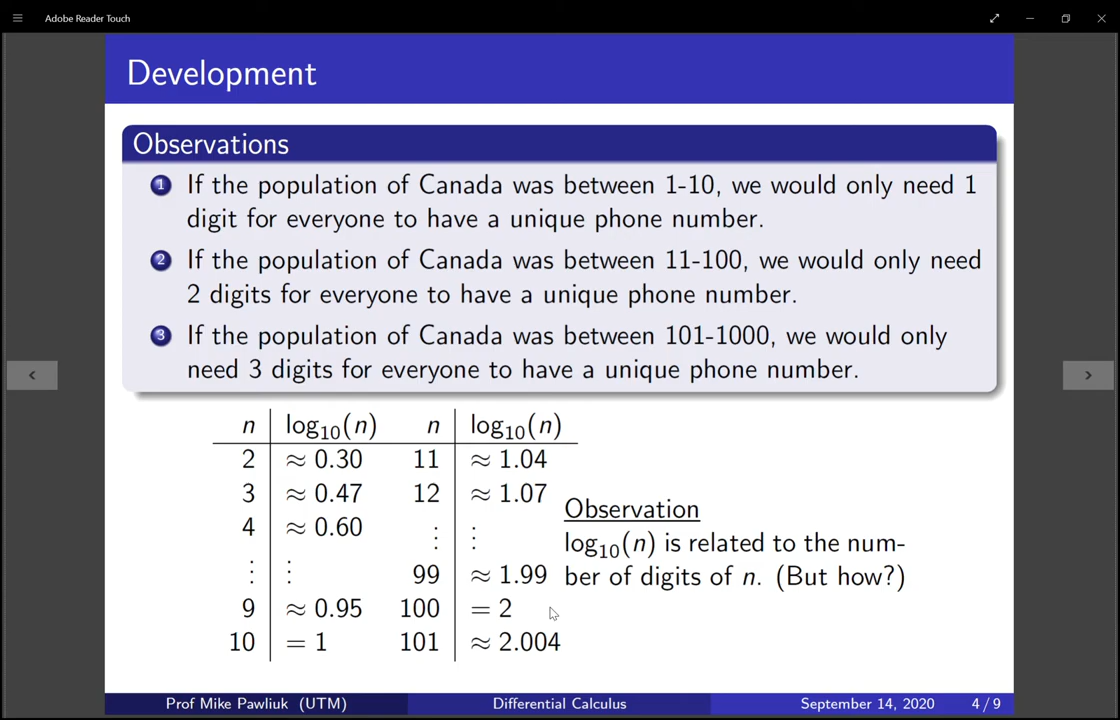 Adobe Reader Touch
Development
Observations
1 If the population of Canada was between 1-10, we would only need 1
digit for everyone to have a unique phone number.
2 If the population of Canada was between 11-100, we would only need
2 digits for everyone to have a unique phone number.
3 If the population of Canada was between 101-1000, we would only
need 3 digits for everyone to have a unique phone number.
n log₁₀(n) n log₁₀(n)
2 ≈ 0.30 11 ≈ 1.04
3 ≈ 0.47 12 ≈ 1.07
4 ≈ 0.60 ⋮ ⋮
⋮ ⋮ 99 ≈ 1.99
9 ≈ 0.95 100 = 2
10 = 1 101 ≈ 2.004
Observation
log₁₀(n) is related to the num-
ber of digits of n. (But how?)
Prof Mike Pawliuk (UTM) Differential Calculus September 14, 2020 4 / 9